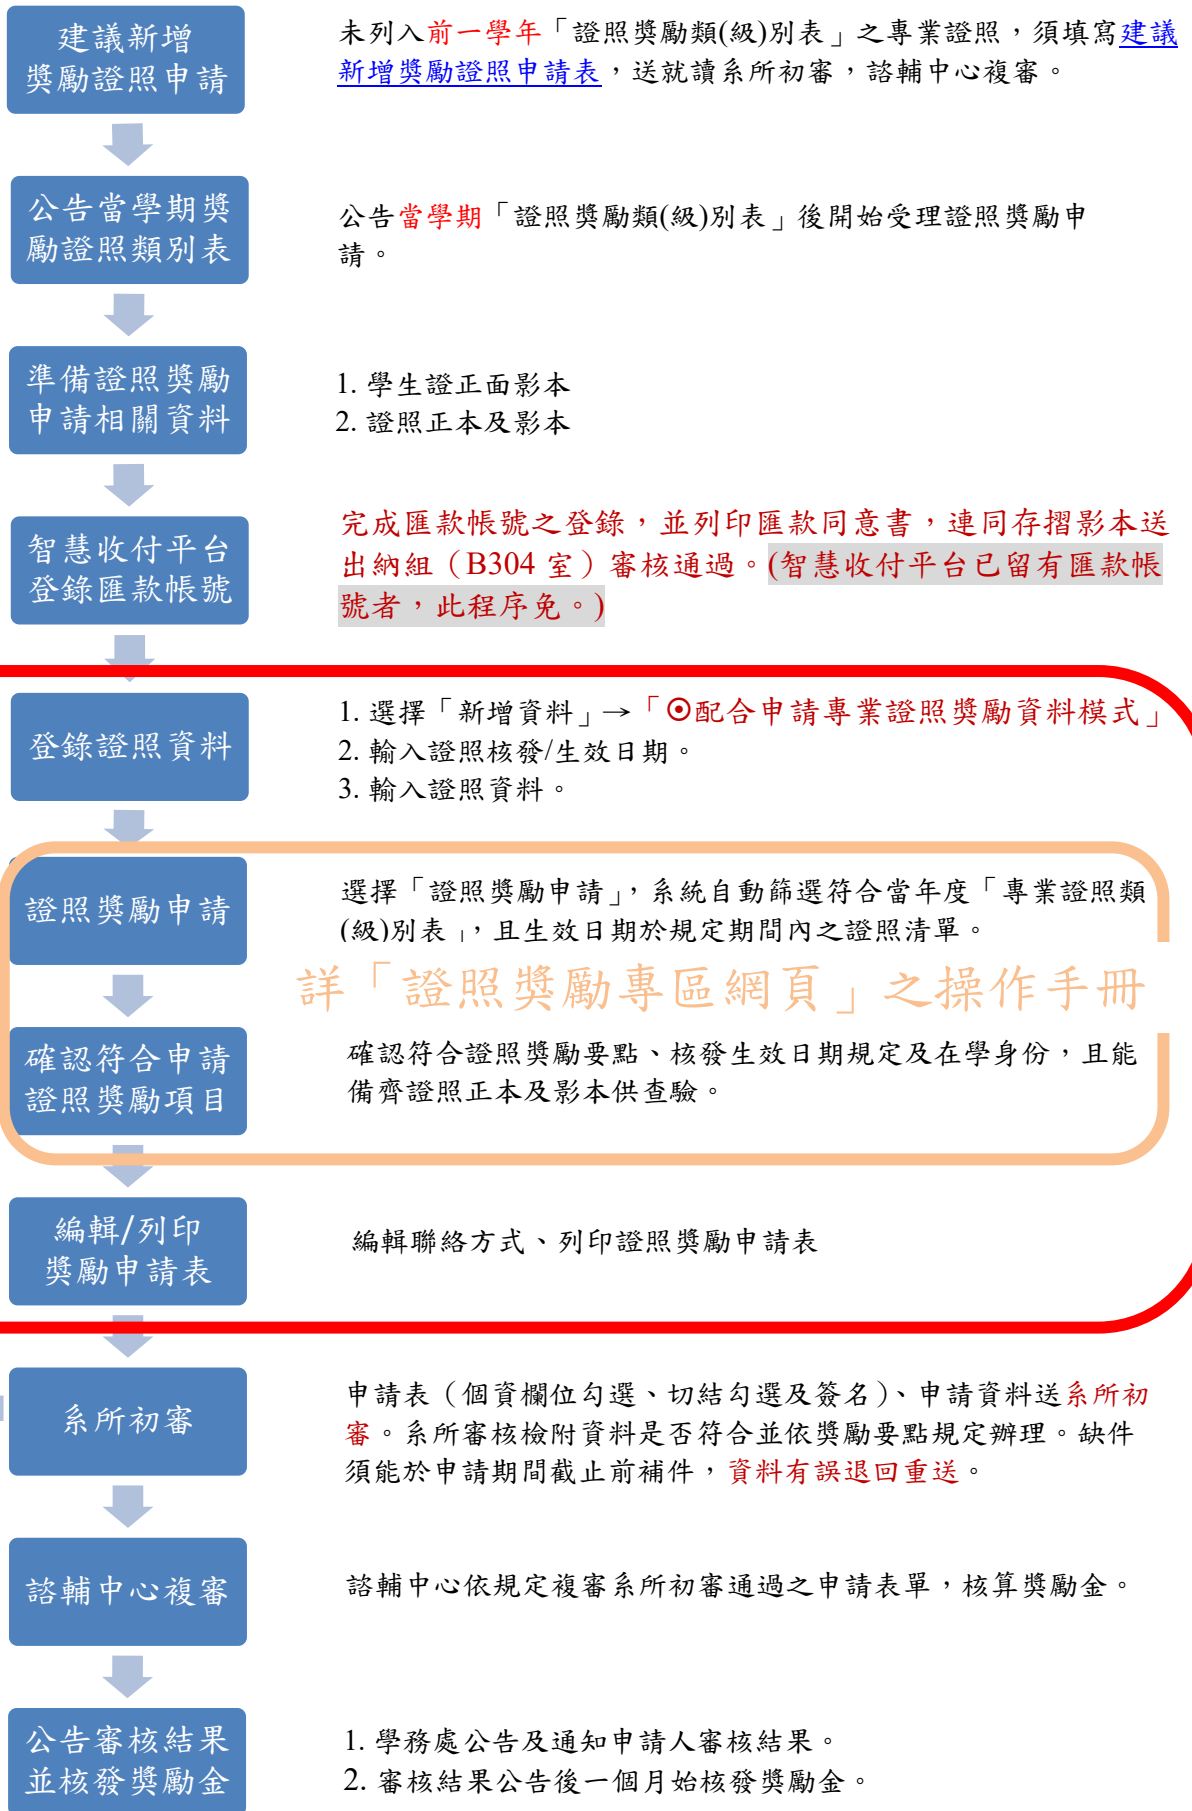 建議新增
獎勵證照申請
未列入前一學年「證照獎勵類(級)別表」之專業證照，須填寫建議
新增獎勵證照申請表，送就讀系所初審，諮輔中心複審。
公告當學期獎
勵證照類別表
公告當學期「證照獎勵類(級)別表」後開始受理證照獎勵申
請。
準備證照獎勵
申請相關資料
1. 學生證正面影本
2. 證照正本及影本
智慧收付平台
登錄匯款帳號
完成匯款帳號之登錄，並列印匯款同意書，連同存摺影本送
出納組（B304 室）審核通過。(智慧收付平台已留有匯款帳
號者，此程序免。)
登錄證照資料
1. 選擇「新增資料」→「⊙配合申請專業證照獎勵資料模式」
2. 輸入證照核發/生效日期。
3. 輸入證照資料。
證照獎勵申請
選擇「證照獎勵申請」，系統自動篩選符合當年度「專業證照類
(級)別表」，且生效日期於規定期間內之證照清單。
詳「證照獎勵專區網頁」之操作手冊
確認符合申請
證照獎勵項目
確認符合證照獎勵要點、核發生效日期規定及在學身份，且能
備齊證照正本及影本供查驗。
編輯/列印
獎勵申請表
編輯聯絡方式、列印證照獎勵申請表
系所初審
申請表（個資欄位勾選、切結勾選及簽名）、申請資料送系所初
審。系所審核檢附資料是否符合並依獎勵要點規定辦理。缺件
須能於申請期間截止前補件，資料有誤退回重送。
諮輔中心複審
諮輔中心依規定複審系所初審通過之申請表單，核算獎勵金。
公告審核結果
並核發獎勵金
1. 學務處公告及通知申請人審核結果。
2. 審核結果公告後一個月始核發獎勵金。